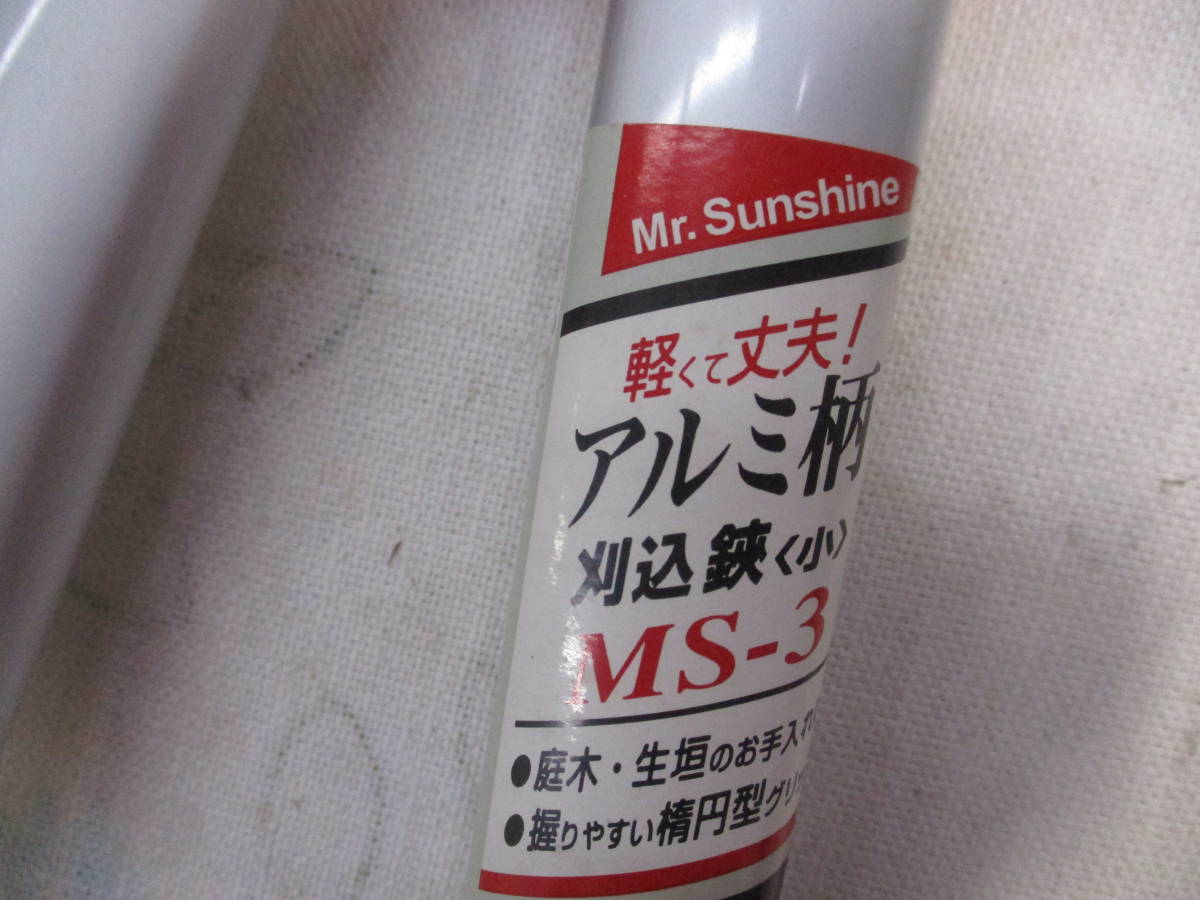 Mr. Sunshine
軽くて丈夫!
アルミ柄
刈込鋏〈小〉
MS-3
●庭木・生垣のお手入れ
●握りやすい楕円型グリ